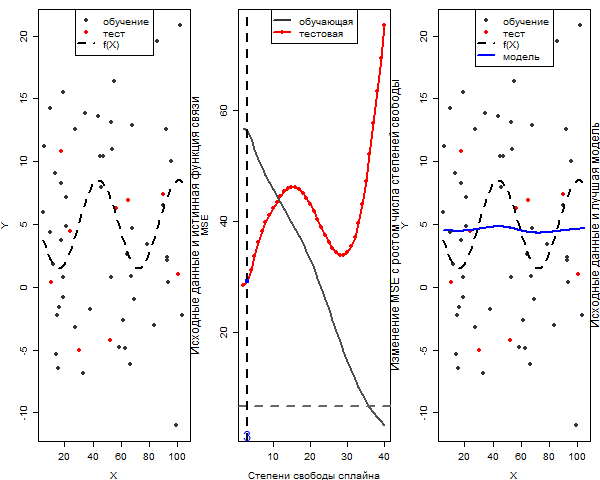 обучение
тест
f(X)
20
15
10
5
0
-5
-10
Y
20
40
60
80
100
X
Исходные данные и истинная функция связи
обучающая
тестовая
60
40
20
MSE
3
10
20
30
40
Степени свободы сплайна
Изменение MSE с ростом числа степеней свободы
обучение
тест
f(X)
модель
20
15
10
5
0
-5
-10
Y
20
40
60
80
100
X
Исходные данные и лучшая модель